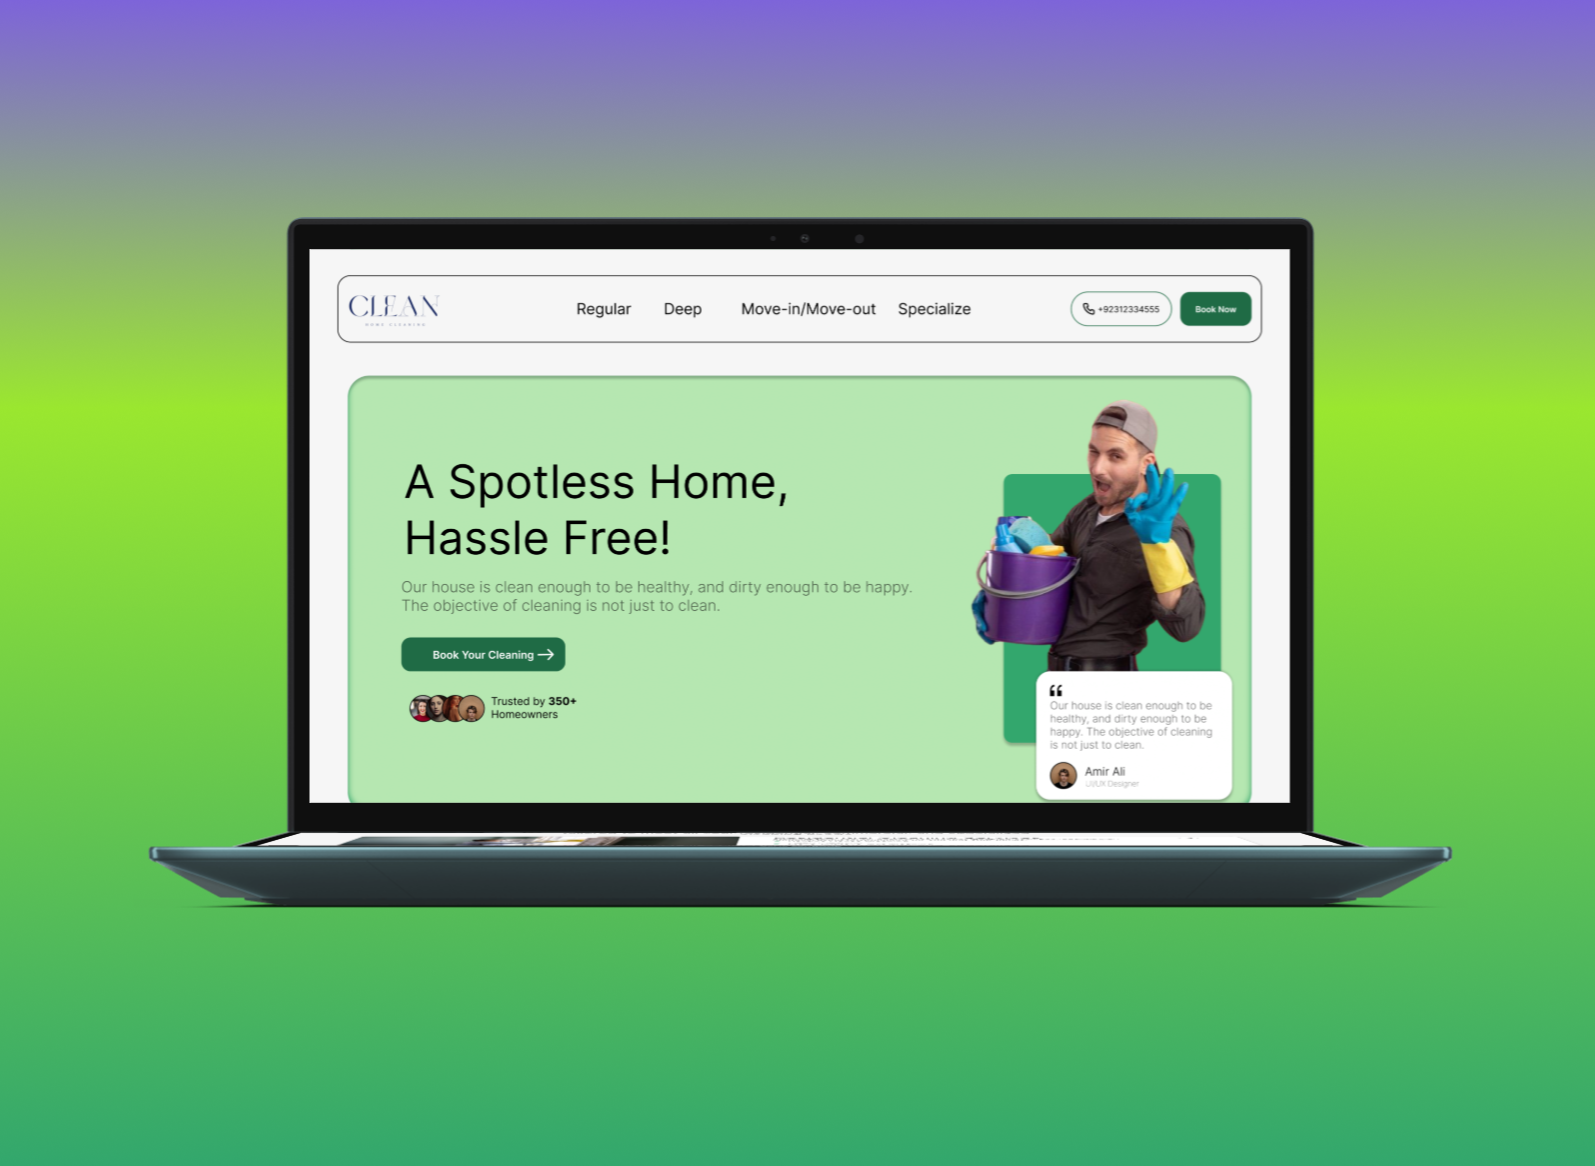 CLEAN
HOME CLEANING
Regular Deep Move-in/Move-out Specialize
+92312334555
Book Now
A Spotless Home,
Hassle Free!
Our house is clean enough to be healthy, and dirty enough to be happy.
The objective of cleaning is not just to clean.
Book Your Cleaning
Trusted by 350+
Homeowners
Our house is clean enough to be
healthy, and dirty enough to be
happy. The objective of cleaning
is not just to clean.
Amir Ali
UI/UX Designer